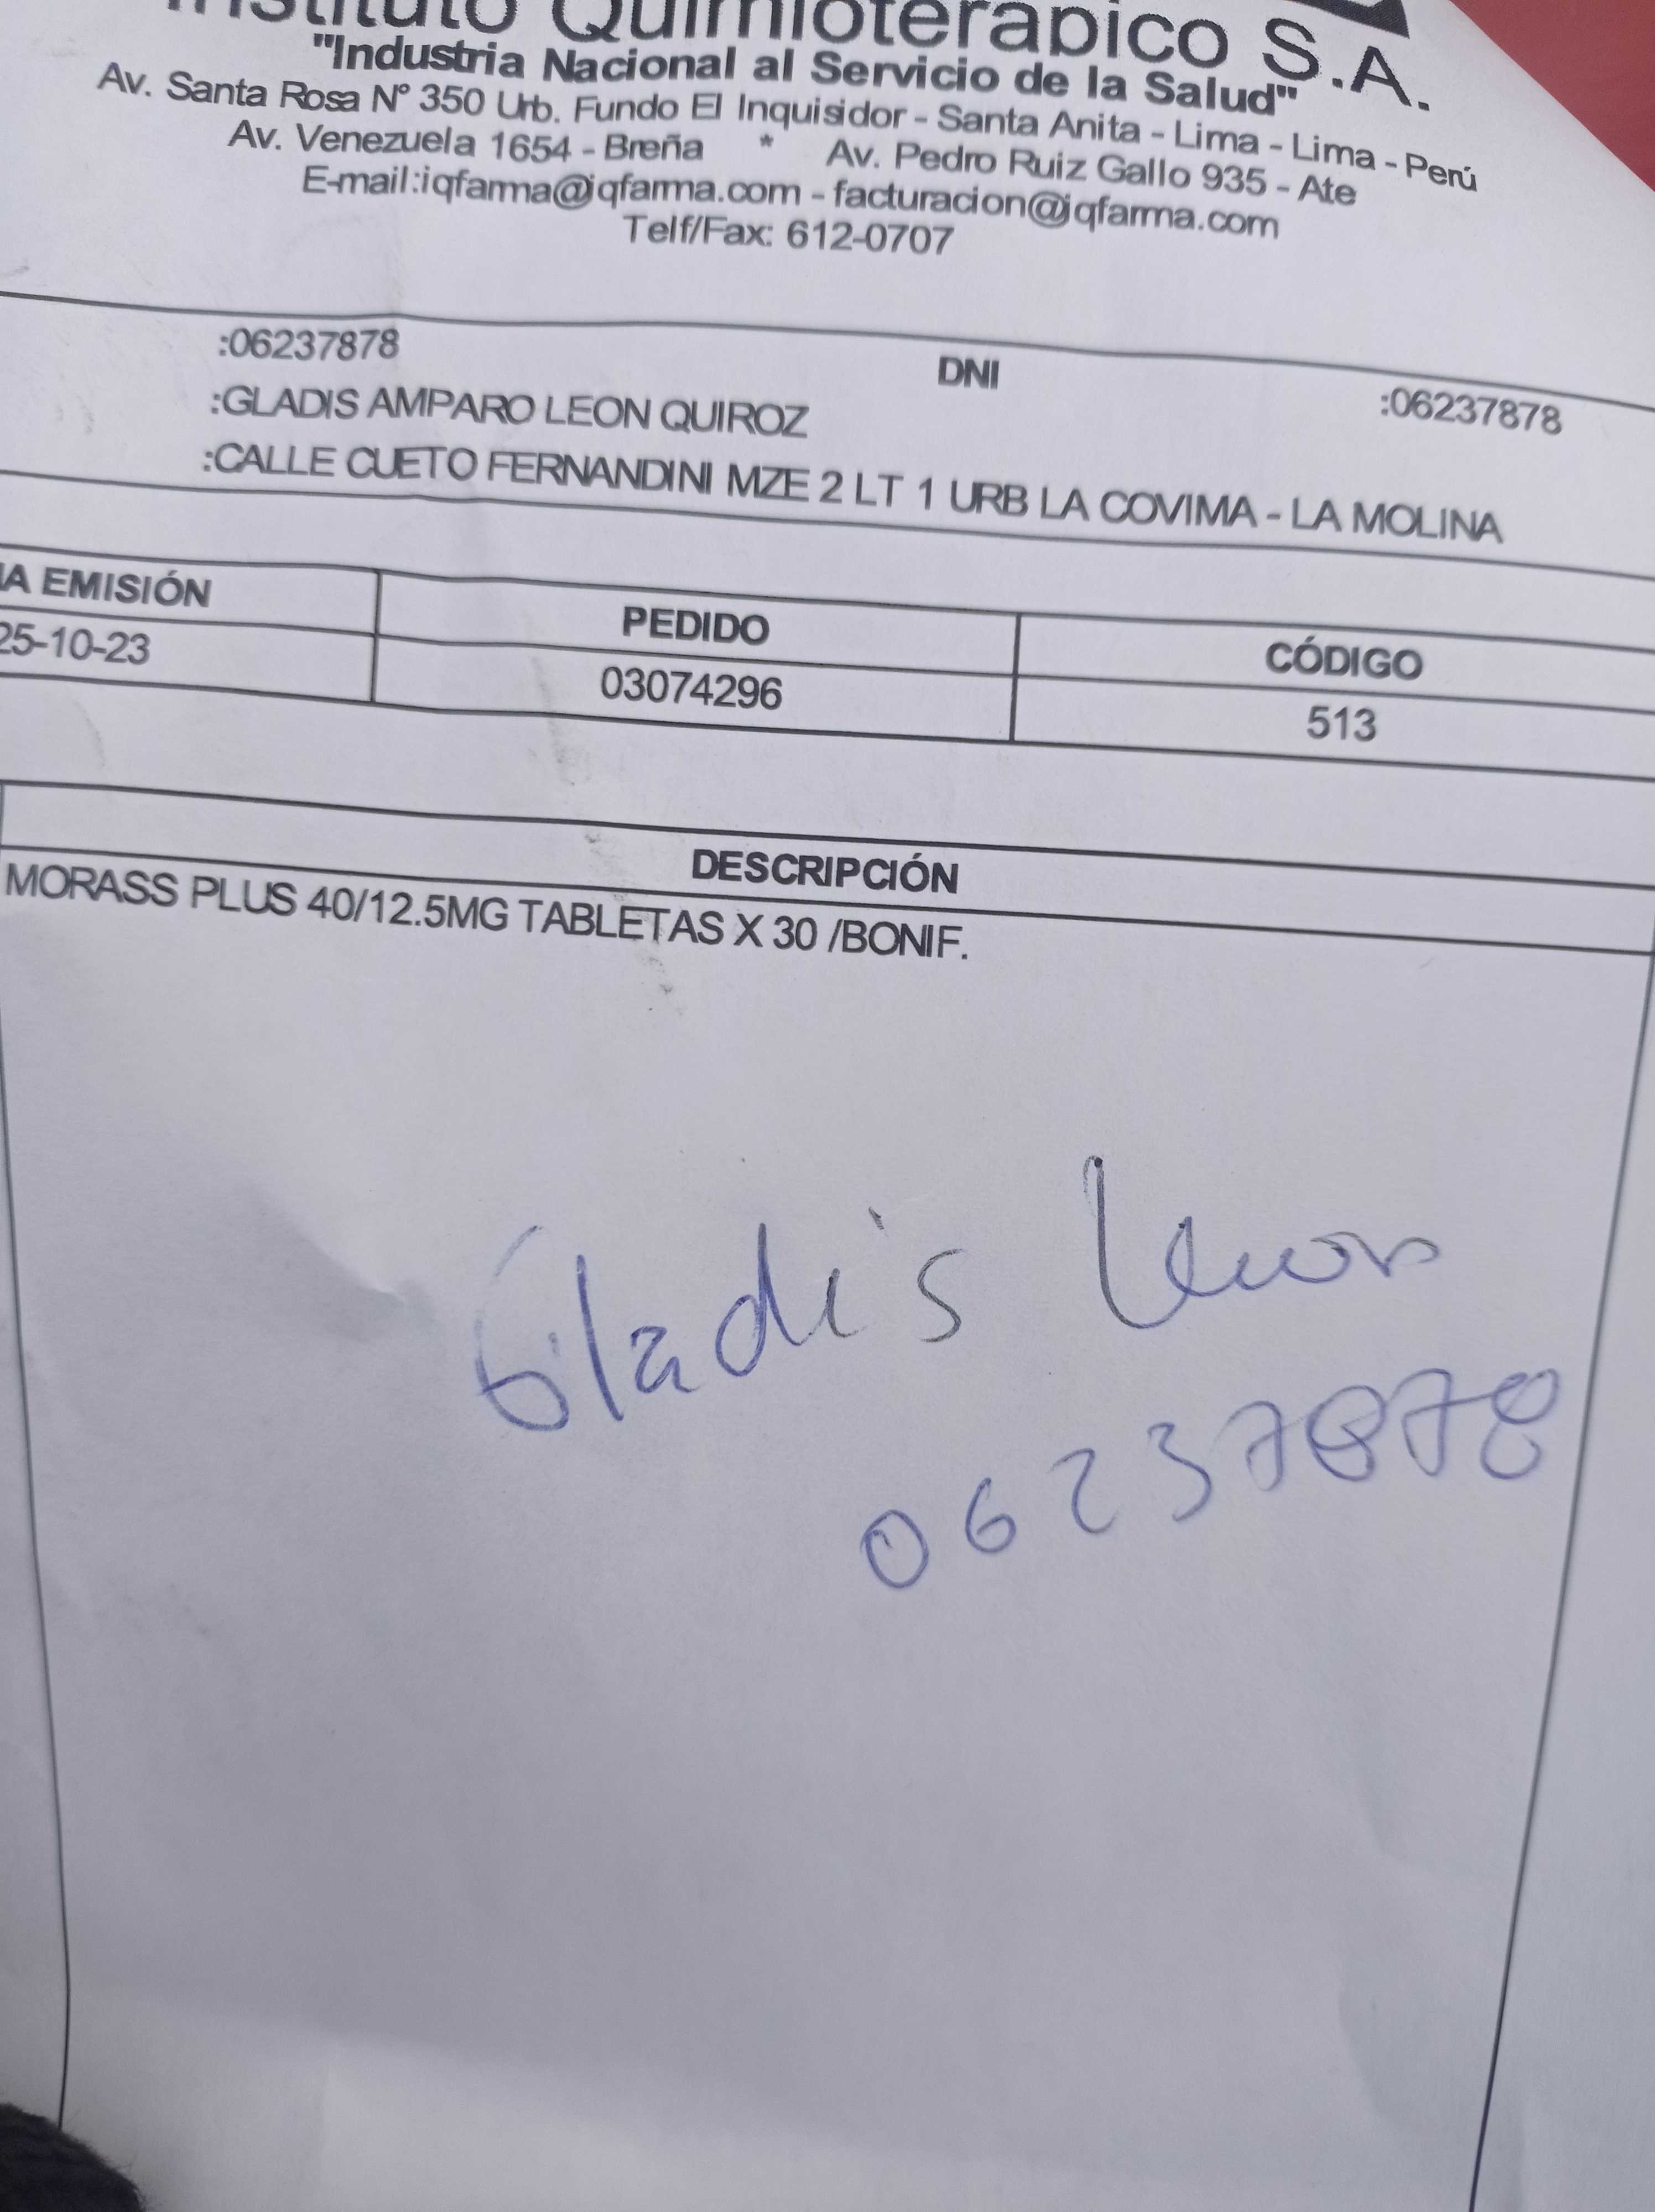 Instituto Quimioterapico S.A.
"Industria Nacional al Servicio de la Salud"
Av. Santa Rosa Nº 350 Urb. Fundo El Inquisidor - Santa Anita - Lima - Lima - Perú
Av. Venezuela 1654 - Breña * Av. Pedro Ruiz Gallo 935 - Ate
E-mail:iqfarma@iqfarma.com - facturacion@iqfarma.com
Telf/Fax: 612-0707
:06237878 DNI :06237878
:GLADIS AMPARO LEON QUIROZ
:CALLE CUETO FERNANDINI MZE 2 LT 1 URB LA COVIMA - LA MOLINA
HA EMISIÓN PEDIDO CÓDIGO
25-10-23 03074296 513
DESCRIPCIÓN
MORASS PLUS 40/12.5MG TABLETAS X 30 /BONIF.
Gladis Leon
06237878